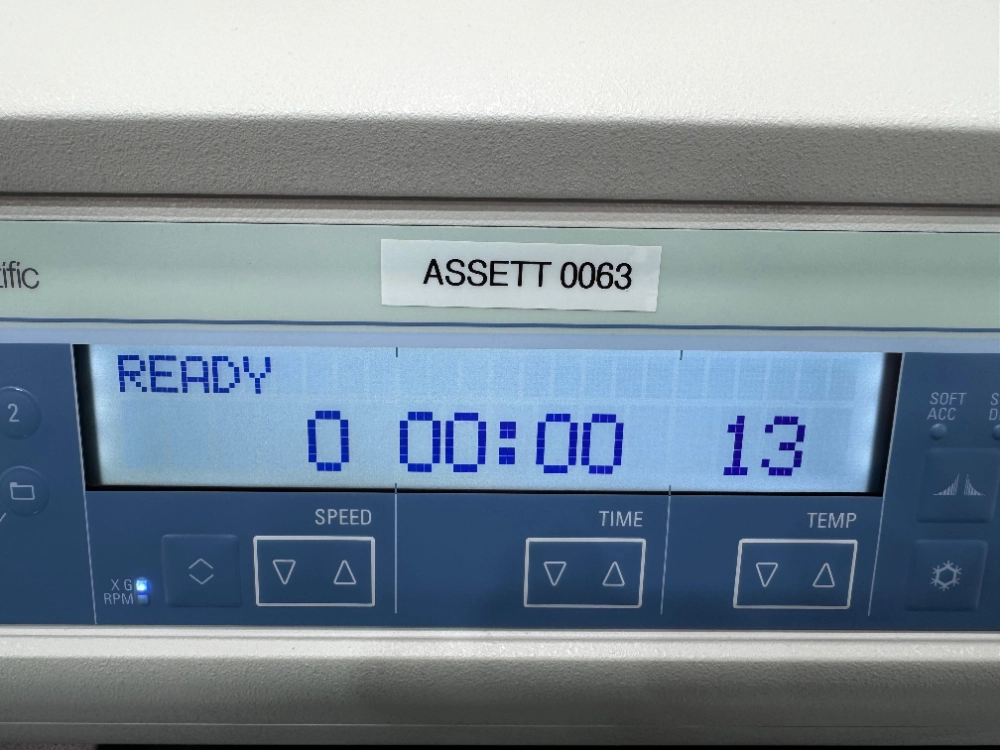 ific
ASSETT 0063
READY
0 00:00 13
SPEED TIME TEMP
X G
RPM
2
SOFT
ACC